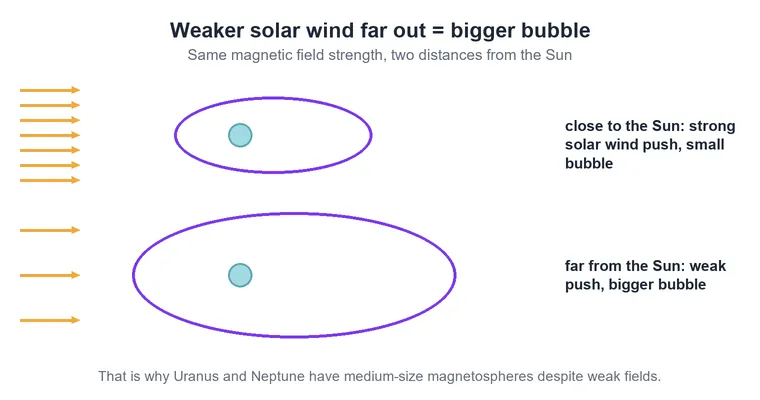 Weaker solar wind far out = bigger bubble
Same magnetic field strength, two distances from the Sun
close to the Sun: strong
solar wind push, small
bubble
far from the Sun: weak
push, bigger bubble
That is why Uranus and Neptune have medium-size magnetospheres despite weak fields.